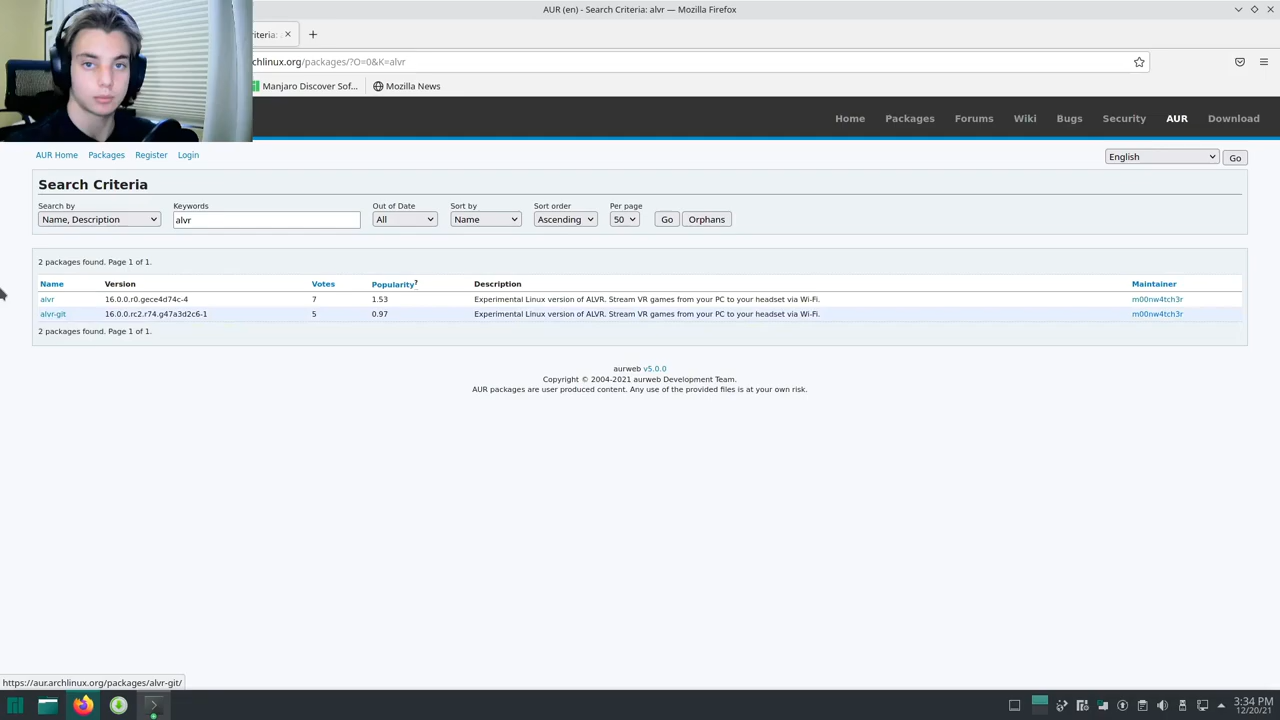 AUR (en) - Search Criteria: alvr — Mozilla Firefox
iteria:
chlinux.org/packages/?O=0&K=alvr
Manjaro Discover Sof...
Mozilla News
Home
Packages
Forums
Wiki
Bugs
Security
AUR
Download
AUR Home
Packages
Register
Login
English
Go
Search Criteria
Search by
Keywords
Out of Date
Sort by
Sort order
Per page
Name, Description
alvr
All
Name
Ascending
50
Go
Orphans
2 packages found. Page 1 of 1.
Name Version Votes Popularity? Description Maintainer
alvr 16.0.0.r0.gece4d74c-4 7 1.53 Experimental Linux version of ALVR. Stream VR games from your PC to your headset via Wi-Fi. m00nw4tch3r
alvr-git 16.0.0.rc2.r74.g47a3d2c6-1 5 0.97 Experimental Linux version of ALVR. Stream VR games from your PC to your headset via Wi-Fi. m00nw4tch3r
2 packages found. Page 1 of 1.
aurweb v5.0.0
Copyright © 2004-2021 aurweb Development Team.
AUR packages are user produced content. Any use of the provided files is at your own risk.
https://aur.archlinux.org/packages/alvr-git/
3:34 PM
12/20/21